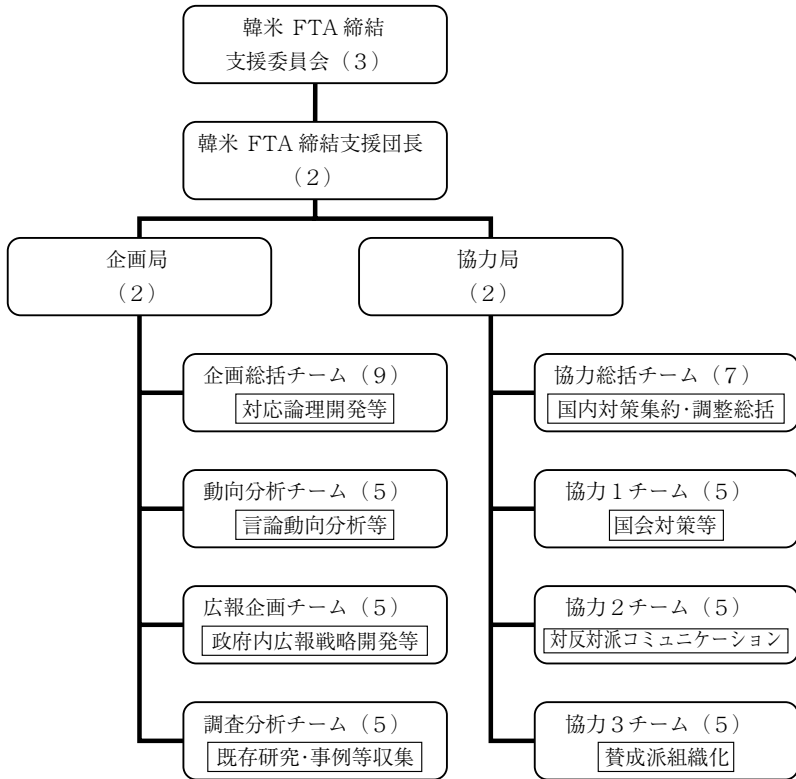 韓米 FTA 締結
支援委員会（３）
韓米 FTA 締結支援団長
（２）
企画局
（２）
協力局
（２）
企画総括チーム（９）
対応論理開発等
動向分析チーム（５）
言論動向分析等
広報企画チーム（５）
政府内広報戦略開発等
調査分析チーム（５）
既存研究・事例等収集
協力総括チーム（７）
国内対策集約・調整総括
協力１チーム（５）
国会対策等
協力２チーム（５）
対反対派コミュニケーション
協力３チーム（５）
賛成派組織化